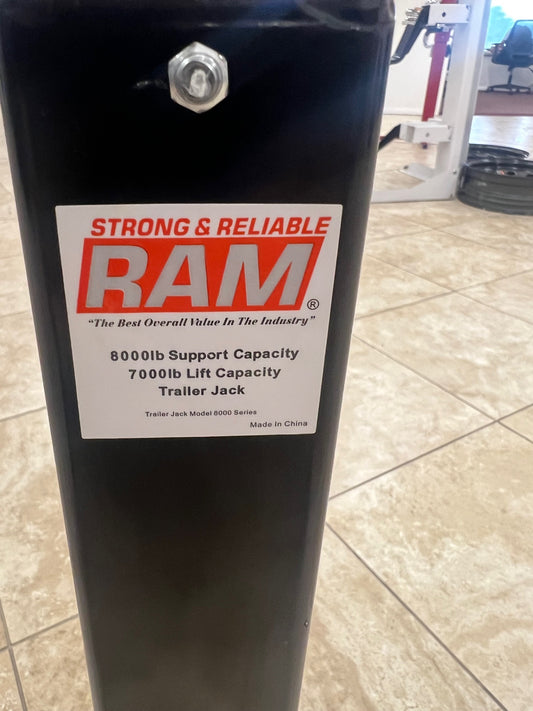 STRONG & RELIABLE
RAM®
"The Best Overall Value In The Industry"
8000lb Support Capacity
7000lb Lift Capacity
Trailer Jack
Trailer Jack Model 8000 Series
Made In China